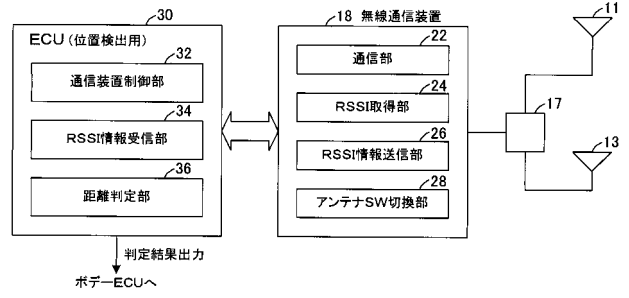 30
ECU（位置検出用）
32
通信装置制御部
34
RSSI情報受信部
36
距離判定部
判定結果出力
ボデーECUへ
18 無線通信装置
22
通信部
24
RSSI取得部
26
RSSI情報送信部
28
アンテナSW切換部
17
11
13